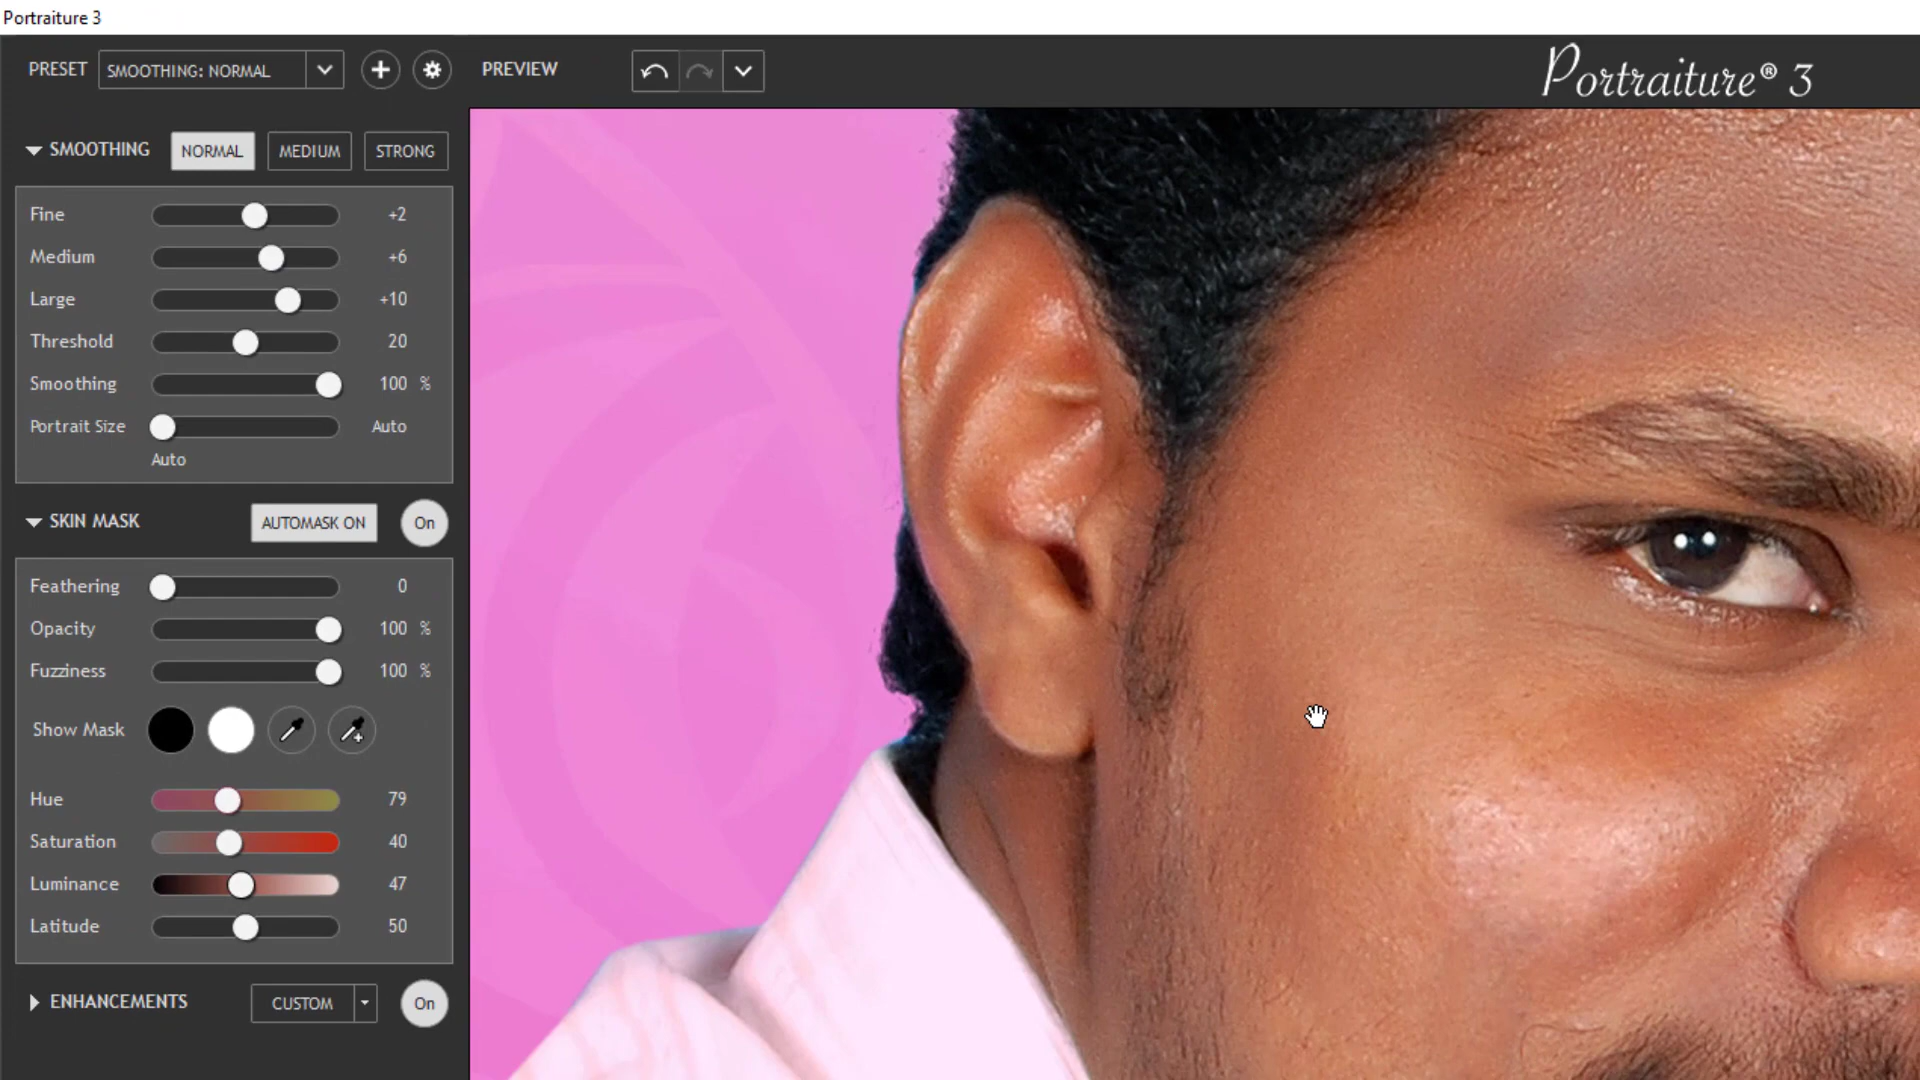 Portraiture 3
PRESET SMOOTHING: NORMAL PREVIEW Portraiture® 3
SMOOTHING NORMAL MEDIUM STRONG
Fine +2
Medium +6
Large +10
Threshold 20
Smoothing 100 %
Portrait Size Auto
Auto
SKIN MASK AUTOMASK ON On
Feathering 0
Opacity 100 %
Fuzziness 100 %
Show Mask
Hue 79
Saturation 40
Luminance 47
Latitude 50
ENHANCEMENTS CUSTOM On